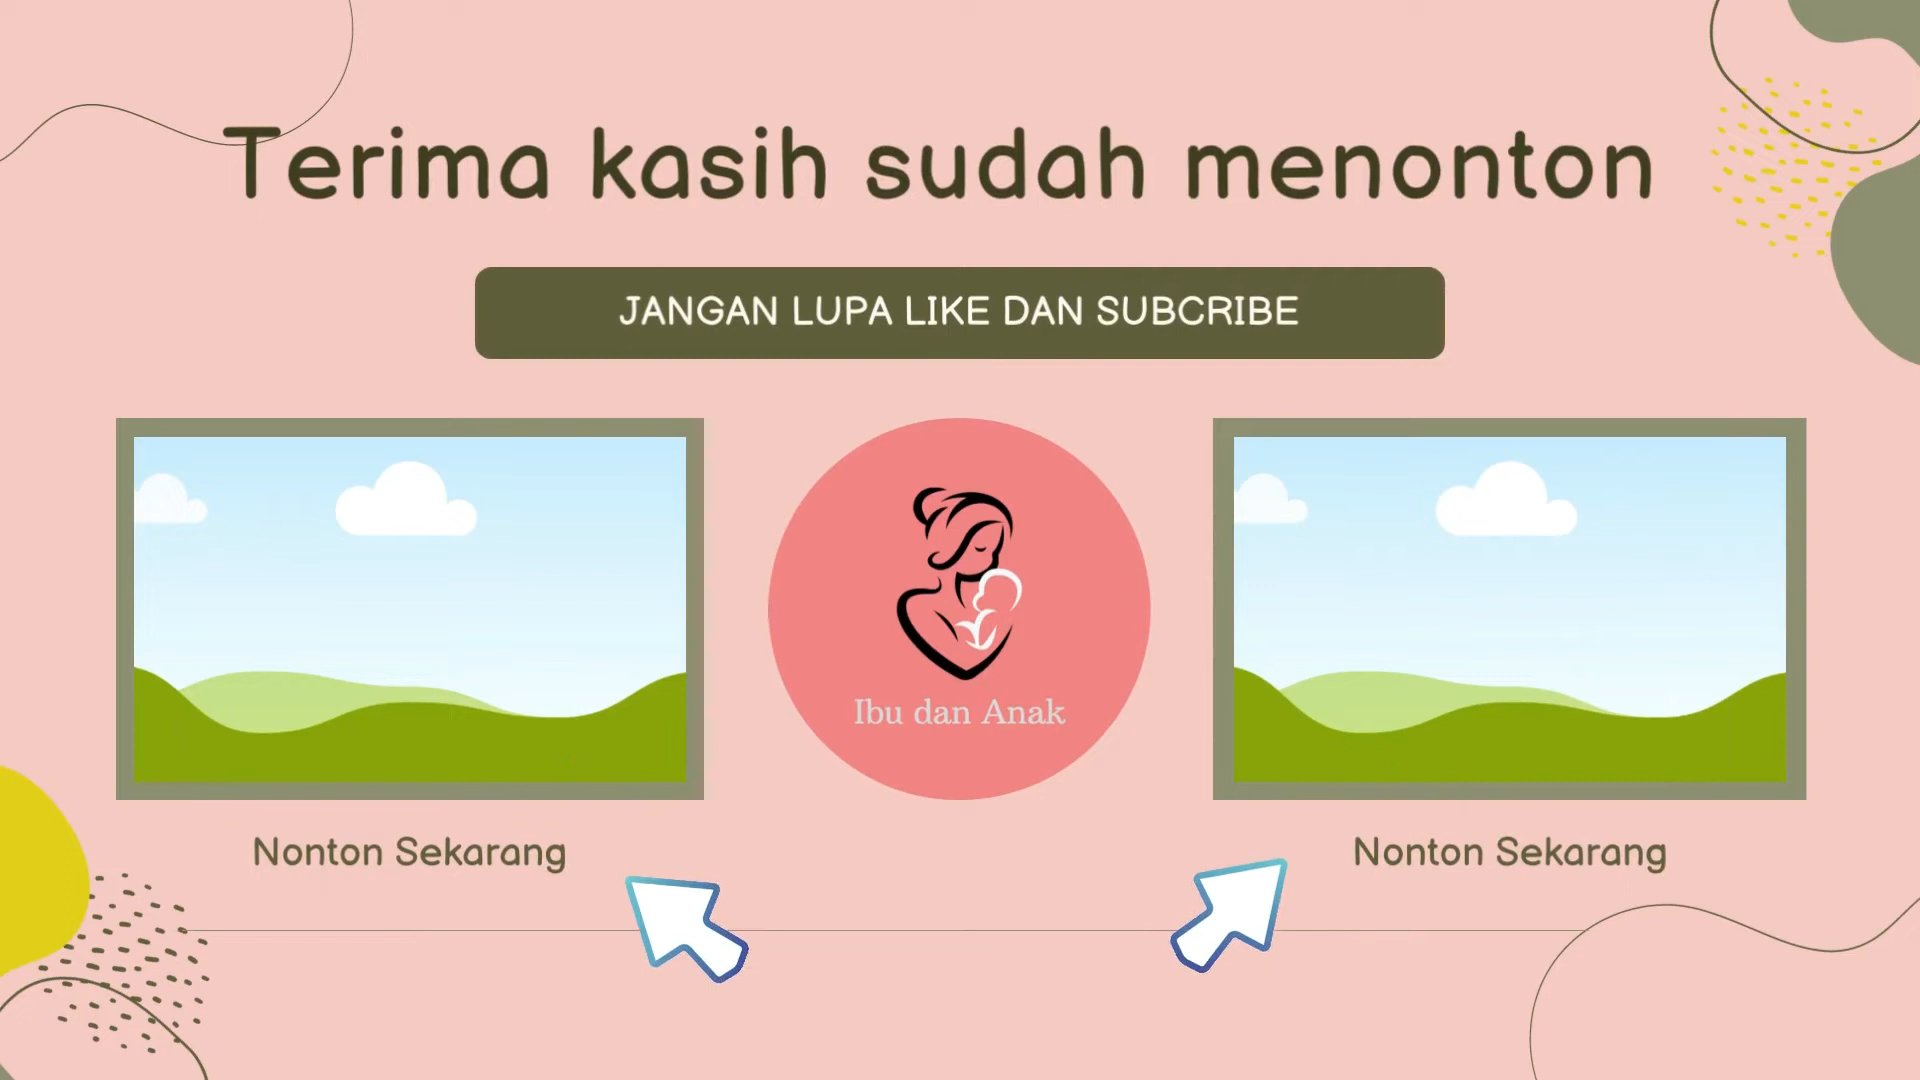 Terima kasih sudah menonton
JANGAN LUPA LIKE DAN SUBCRIBE
Ibu dan Anak
Nonton Sekarang
Nonton Sekarang